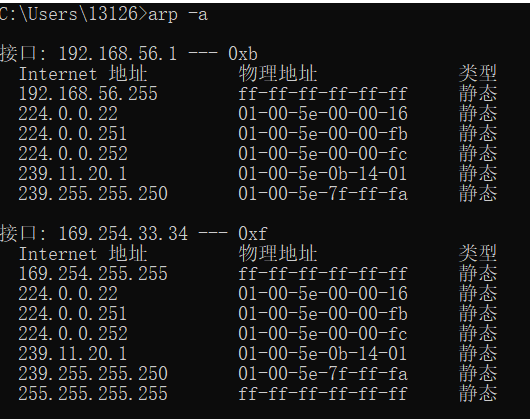 C:\Users\13126>arp -a
接口: 192.168.56.1 --- 0xb
Internet 地址 物理地址 类型
192.168.56.255 ff-ff-ff-ff-ff-ff 静态
224.0.0.22 01-00-5e-00-00-16 静态
224.0.0.251 01-00-5e-00-00-fb 静态
224.0.0.252 01-00-5e-00-00-fc 静态
239.11.20.1 01-00-5e-0b-14-01 静态
239.255.255.250 01-00-5e-7f-ff-fa 静态
接口: 169.254.33.34 --- 0xf
Internet 地址 物理地址 类型
169.254.255.255 ff-ff-ff-ff-ff-ff 静态
224.0.0.22 01-00-5e-00-00-16 静态
224.0.0.251 01-00-5e-00-00-fb 静态
224.0.0.252 01-00-5e-00-00-fc 静态
239.11.20.1 01-00-5e-0b-14-01 静态
239.255.255.250 01-00-5e-7f-ff-fa 静态
255.255.255.255 ff-ff-ff-ff-ff-ff 静态